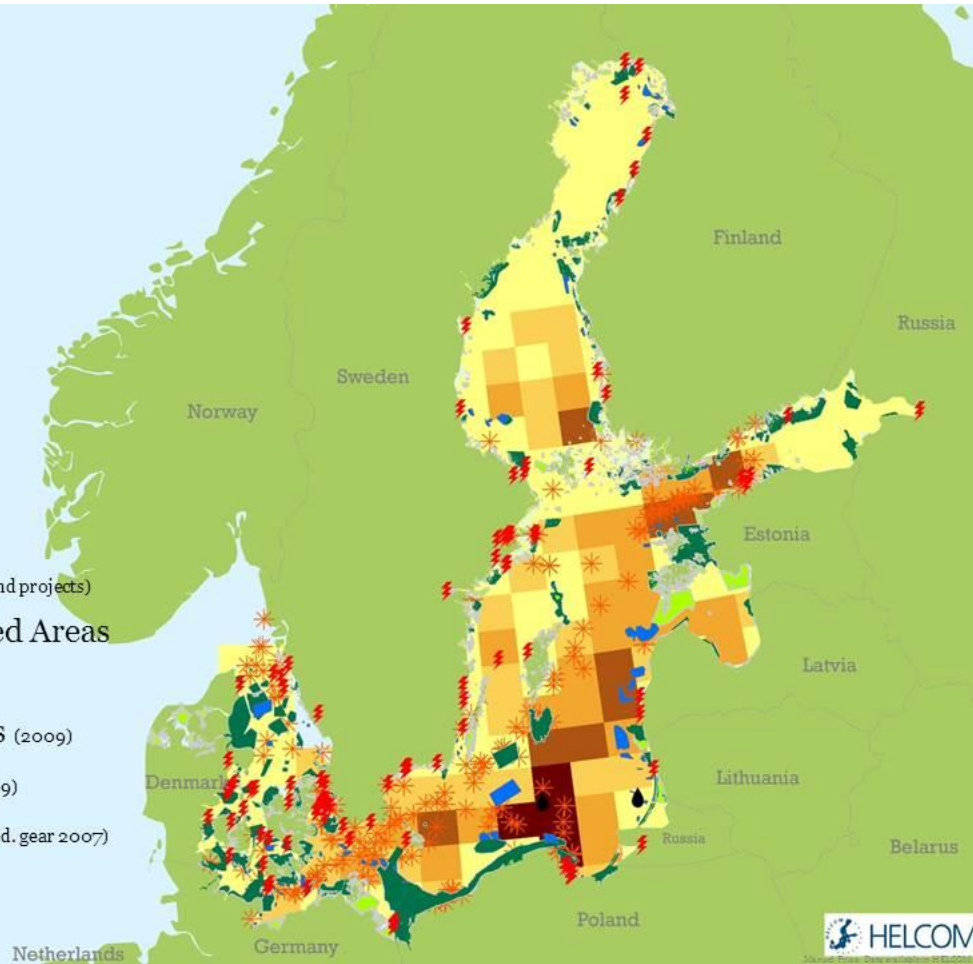 Finland
Russia
Sweden
Norway
Estonia
nd projects)
ed Areas
Latvia
s (2009)
Denmark
Lithuania
9)
ed. gear 2007)
Russia
Belarus
Poland
HELCOM
Germany
Netherlands